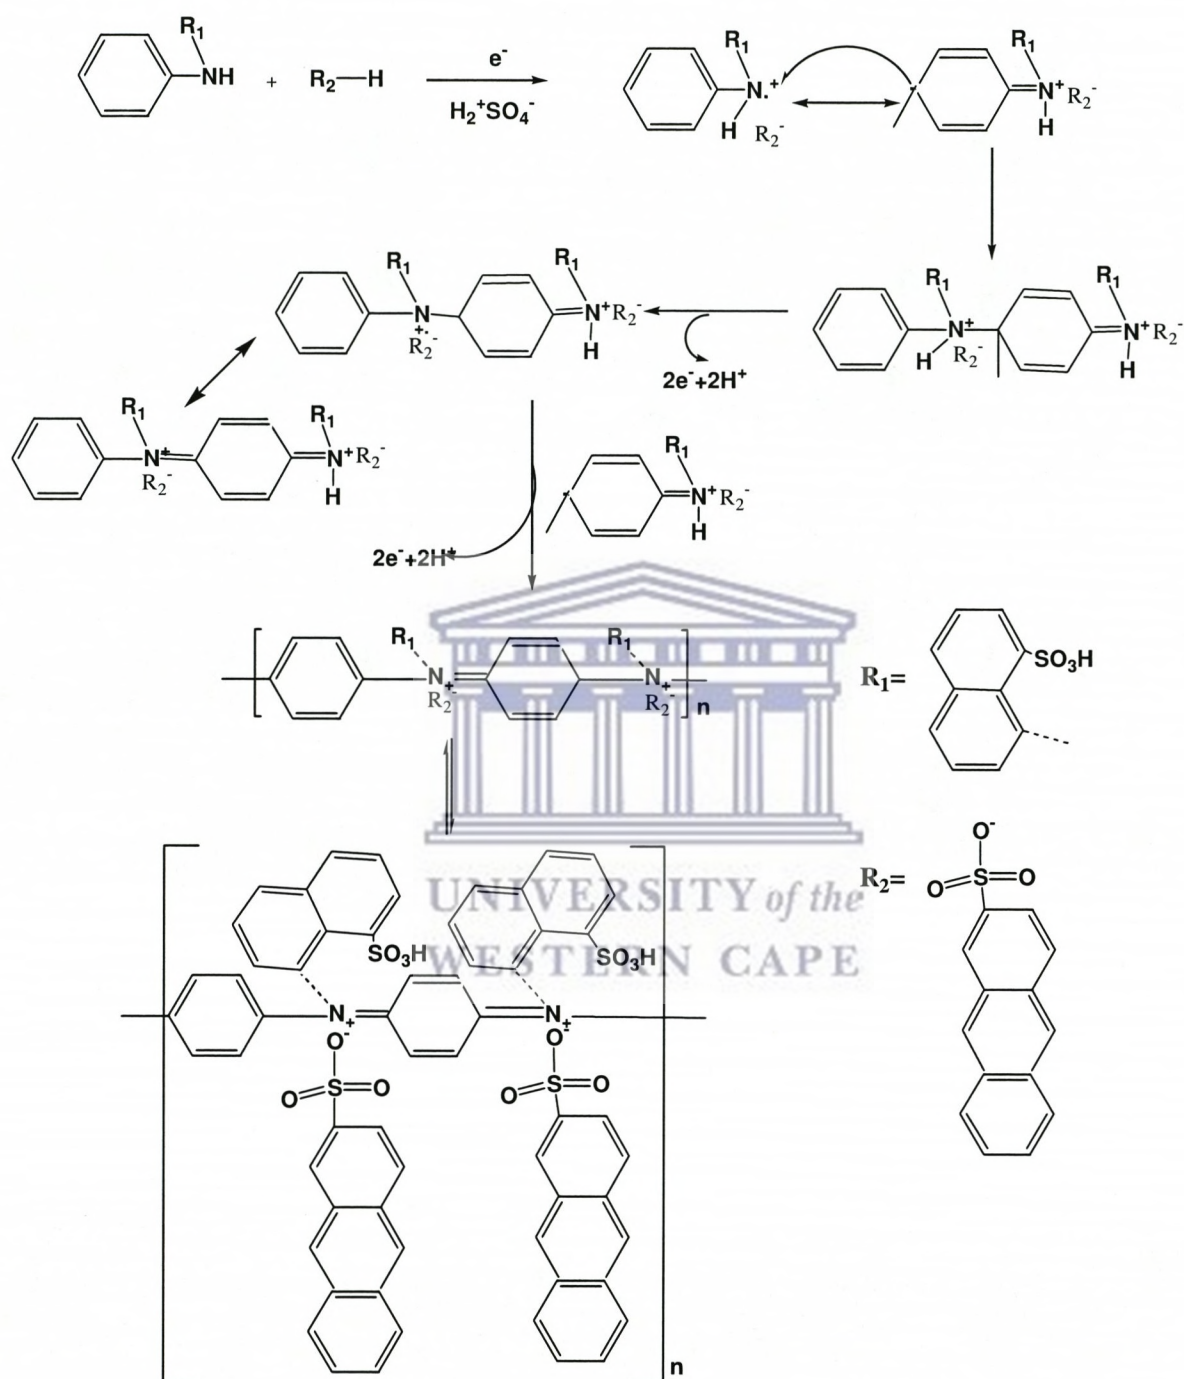 R₁
NH + R₂—H
e⁻
H₂⁺SO₄⁻
R₁
N.⁺
H R₂⁻
R₁
N⁺R₂⁻
H
R₁
N⁺
H R₂⁻
R₁
N⁺R₂⁻
H
2e⁻+2H⁺
R₁
N
+.
R₂⁻
R₁
N⁺R₂⁻
H
R₁
N⁺
R₂⁻
R₁
N⁺R₂⁻
H
R₁
N⁺R₂⁻
H
2e⁻+2H⁺
R₁ R₁
N N
+ +
R₂⁻ R₂⁻ n
R₁=
SO₃H
R₂=
O⁻
O S O
UNIVERSITY of the
WESTERN CAPE
SO₃H SO₃H
N₊ N₊
O⁻ O⁻
O S O O S O
n